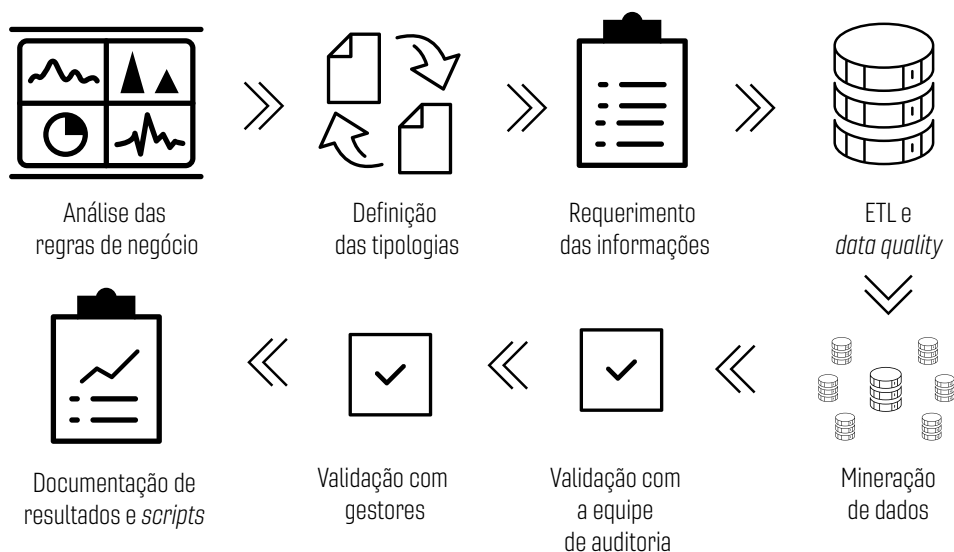 Análise das
regras de negócio
Definição
das tipologias
Requerimento
das informações
ETL e
data quality
Mineração
de dados
Validação com
a equipe
de auditoria
Validação com
gestores
Documentação de
resultados e scripts